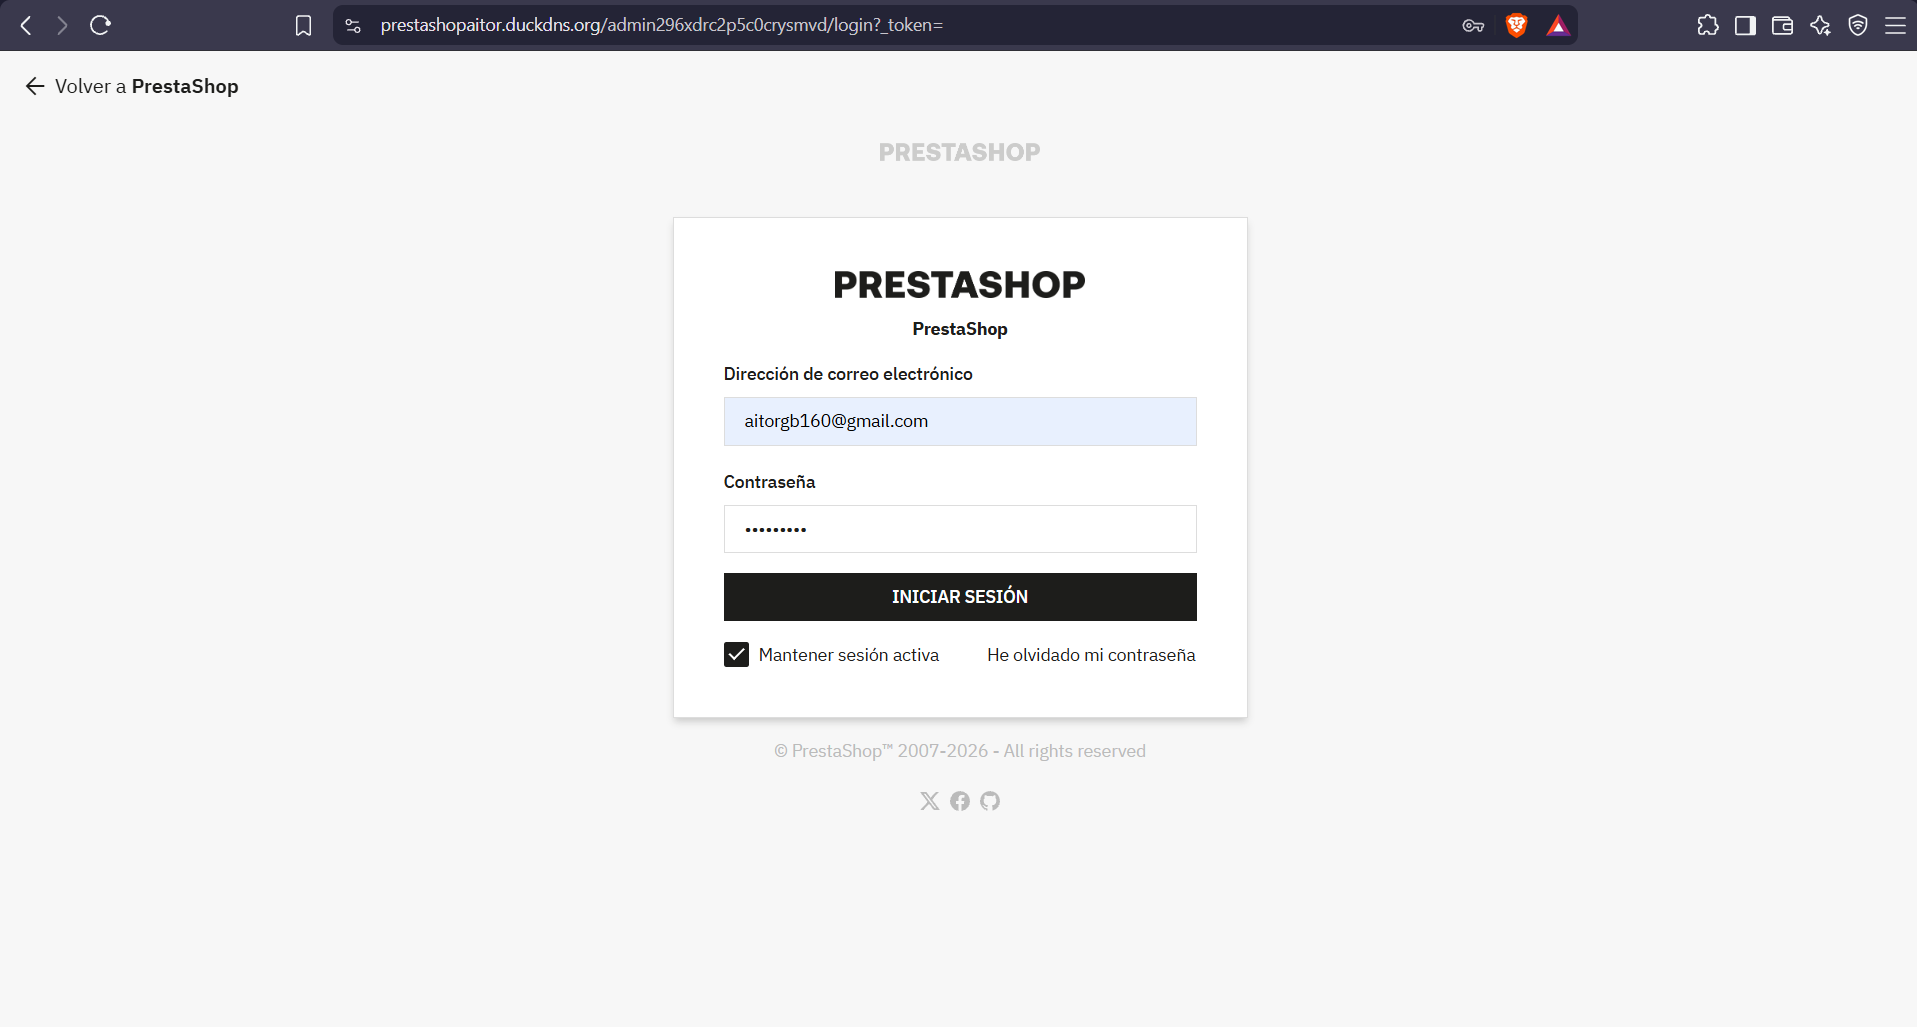 prestashopaitor.duckdns.org/admin296xdrc2p5c0crysmvd/login?_token=
Volver a PrestaShop
PRESTASHOP
PRESTASHOP
PrestaShop
Dirección de correo electrónico
aitorgb160@gmail.com
Contraseña
•••••••••
INICIAR SESIÓN
Mantener sesión activa He olvidado mi contraseña
© PrestaShop™ 2007-2026 - All rights reserved